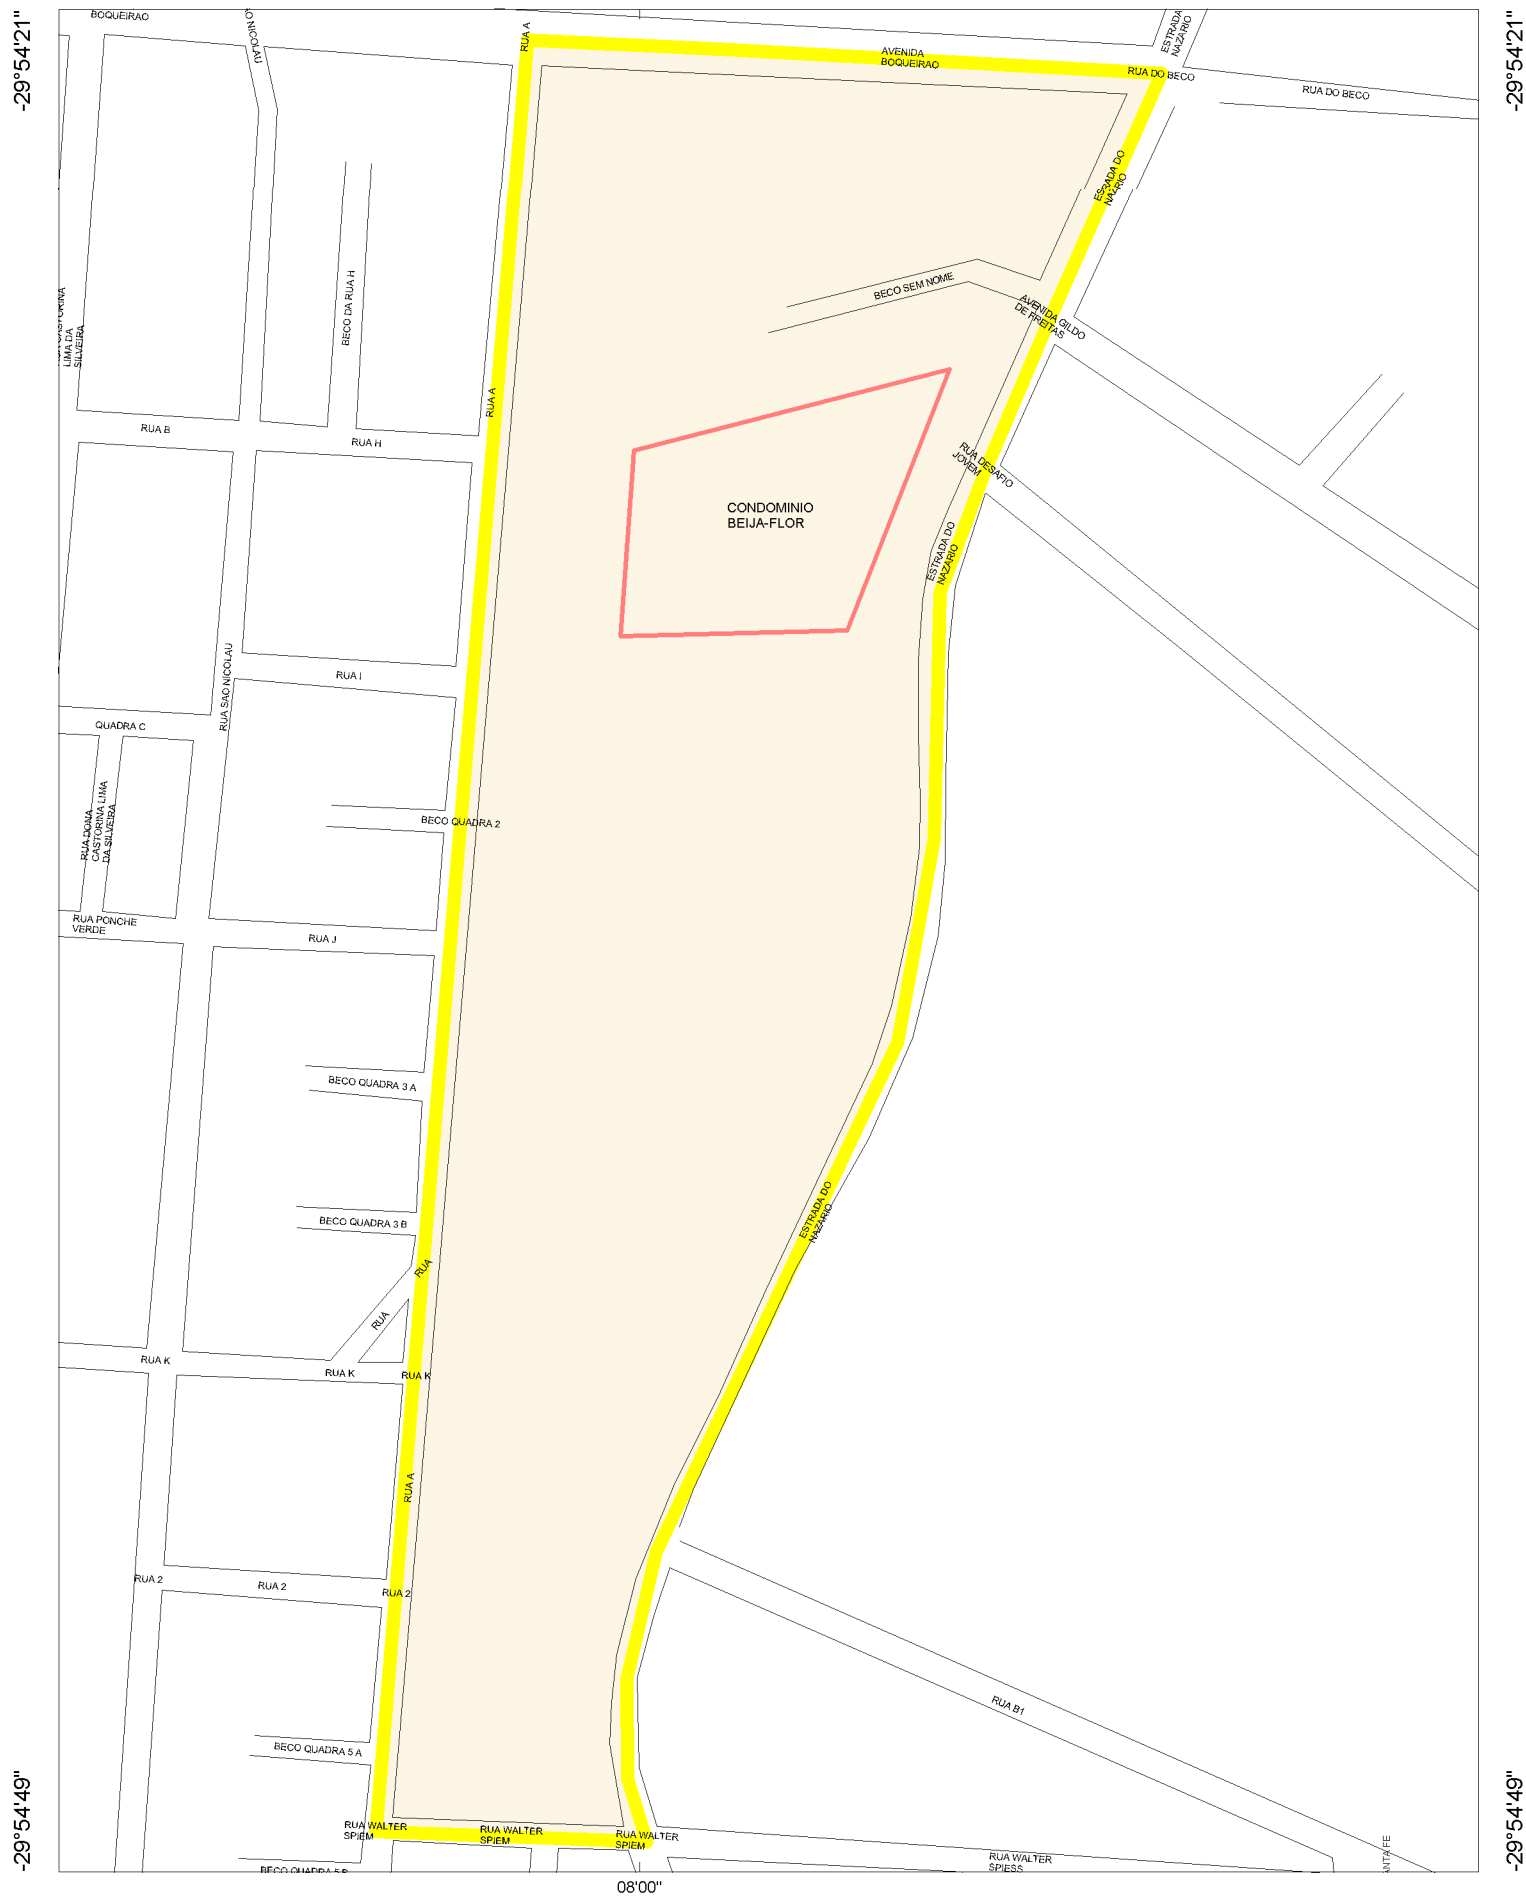 -29°54'21"
-29°54'21"
BOQUEIRAO
RUA A
AVENIDA
BOQUEIRAO
ESTRADA
NAZARIO
RUA DO BECO
RUA DO BECO
ESRADA DO
NAZARIO
BECO SEM NOME
AVENIDA GILDO
DE FREITAS
BECO DA RUA H
LIMA DA
SILVEIRA
RUA A
RUA B
RUA H
RUA DESAFIO
JOVEM
CONDOMINIO
BEIJA-FLOR
ESTRADA DO
NAZARIO
RUA I
RUA SAO NICOLAU
QUADRA C
BECO QUADRA 2
RUA DONA
CASTORINA LIMA
DA SILVEIRA
RUA PONCHE
VERDE
RUA J
BECO QUADRA 3 A
BECO QUADRA 3 B
ESTRADA DO
NAZARIO
RUA
RUA
RUA K
RUA K
RUA K
RUA A
RUA 2
RUA 2
RUA 2
RUA B1
BECO QUADRA 5 A
RUA WALTER
SPIEM
RUA WALTER
SPIEM
RUA WALTER
SPIEM
RUA WALTER
SPIESS
-29°54'49"
-29°54'49"
08'00"